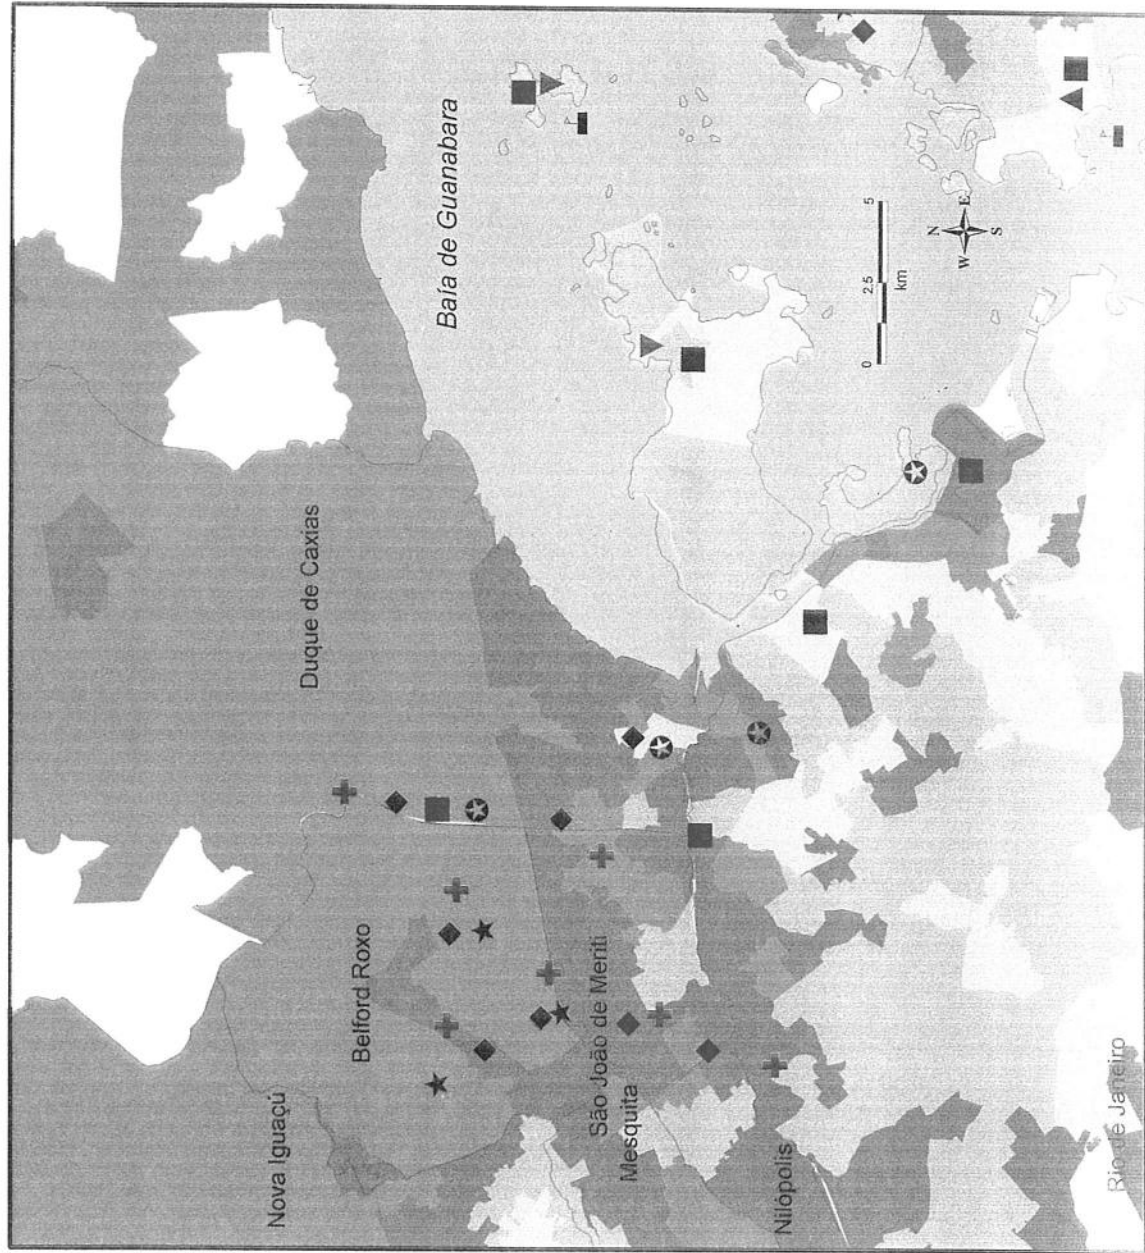 Nova Iguaçú
Belford Roxo
Duque de Caxias
Baía de Guanabara
São João de Meriti
Mesquita
Nilópolis
0 2.5 5
km
N
W E
S
Rio de Janeiro